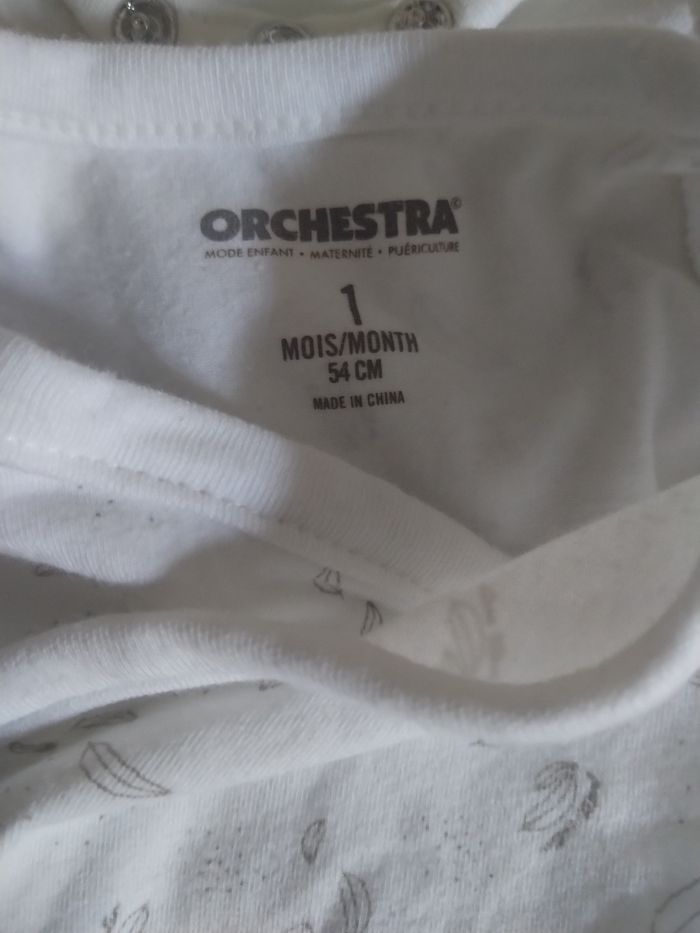 ORCHESTRA©
MODE ENFANT • MATERNITÉ • PUÉRICULTURE
1
MOIS/MONTH
54 CM
MADE IN CHINA